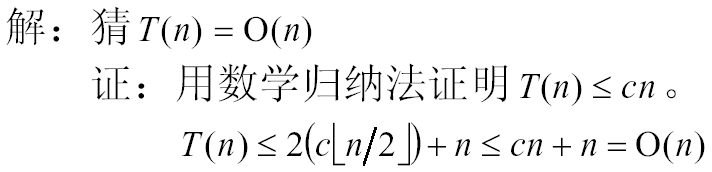 解：猜 T(n) = O(n)
证：用数学归纳法证明 T(n) ≤ cn 。
T(n) ≤ 2(c⌊n/2⌋) + n ≤ cn + n = O(n)